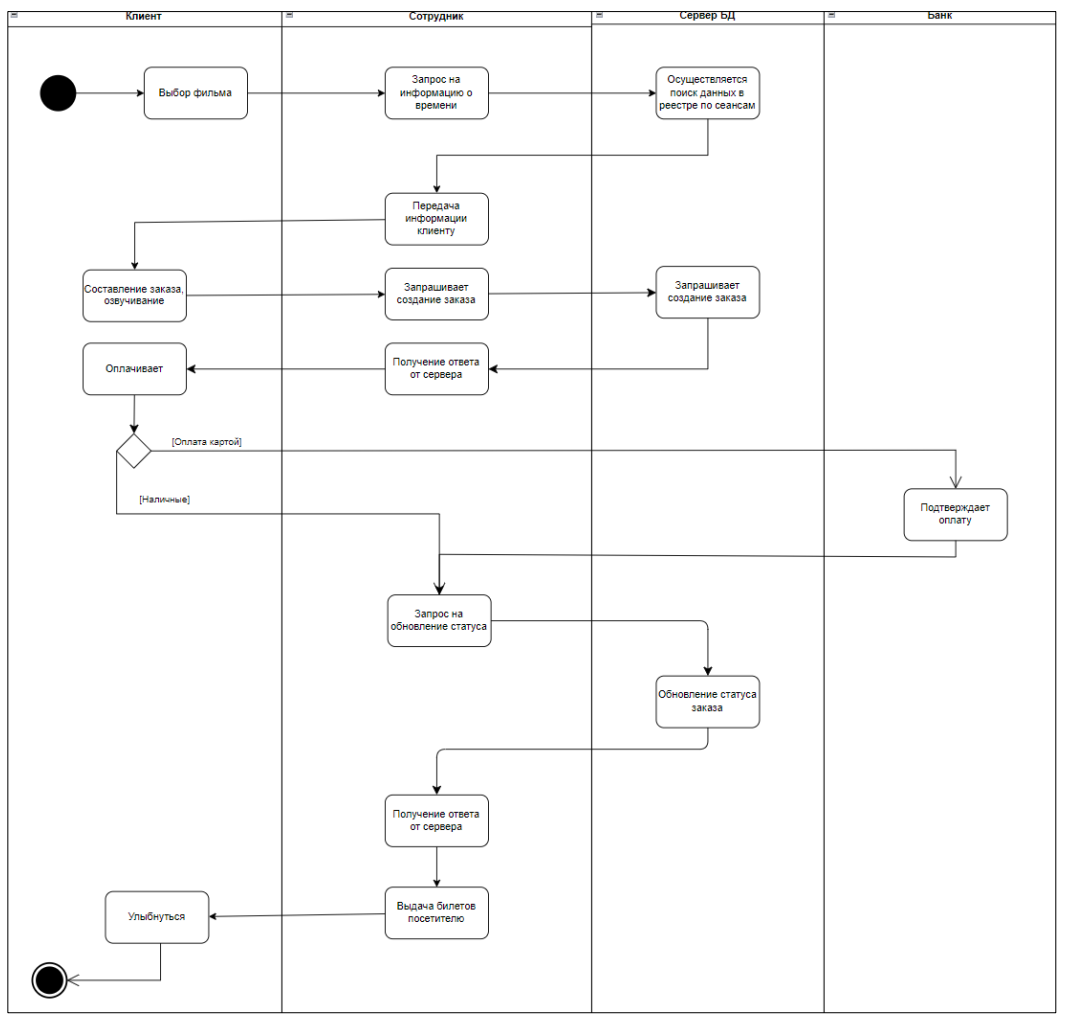 Клиент
Сотрудник
Сервер БД
Банк
Выбор фильма
Запрос на
информацию о
времени
Осуществляется
поиск данных в
реестре по сеансам
Передача
информации
клиенту
Составление заказа,
озвучивание
Запрашивает
создание заказа
Запрашивает
создание заказа
Оплачивает
Получение ответа
от сервера
[Оплата картой]
[Наличные]
Подтверждает
оплату
Запрос на
обновление статуса
Обновление статуса
заказа
Получение ответа
от сервера
Выдача билетов
посетителю
Улыбнуться